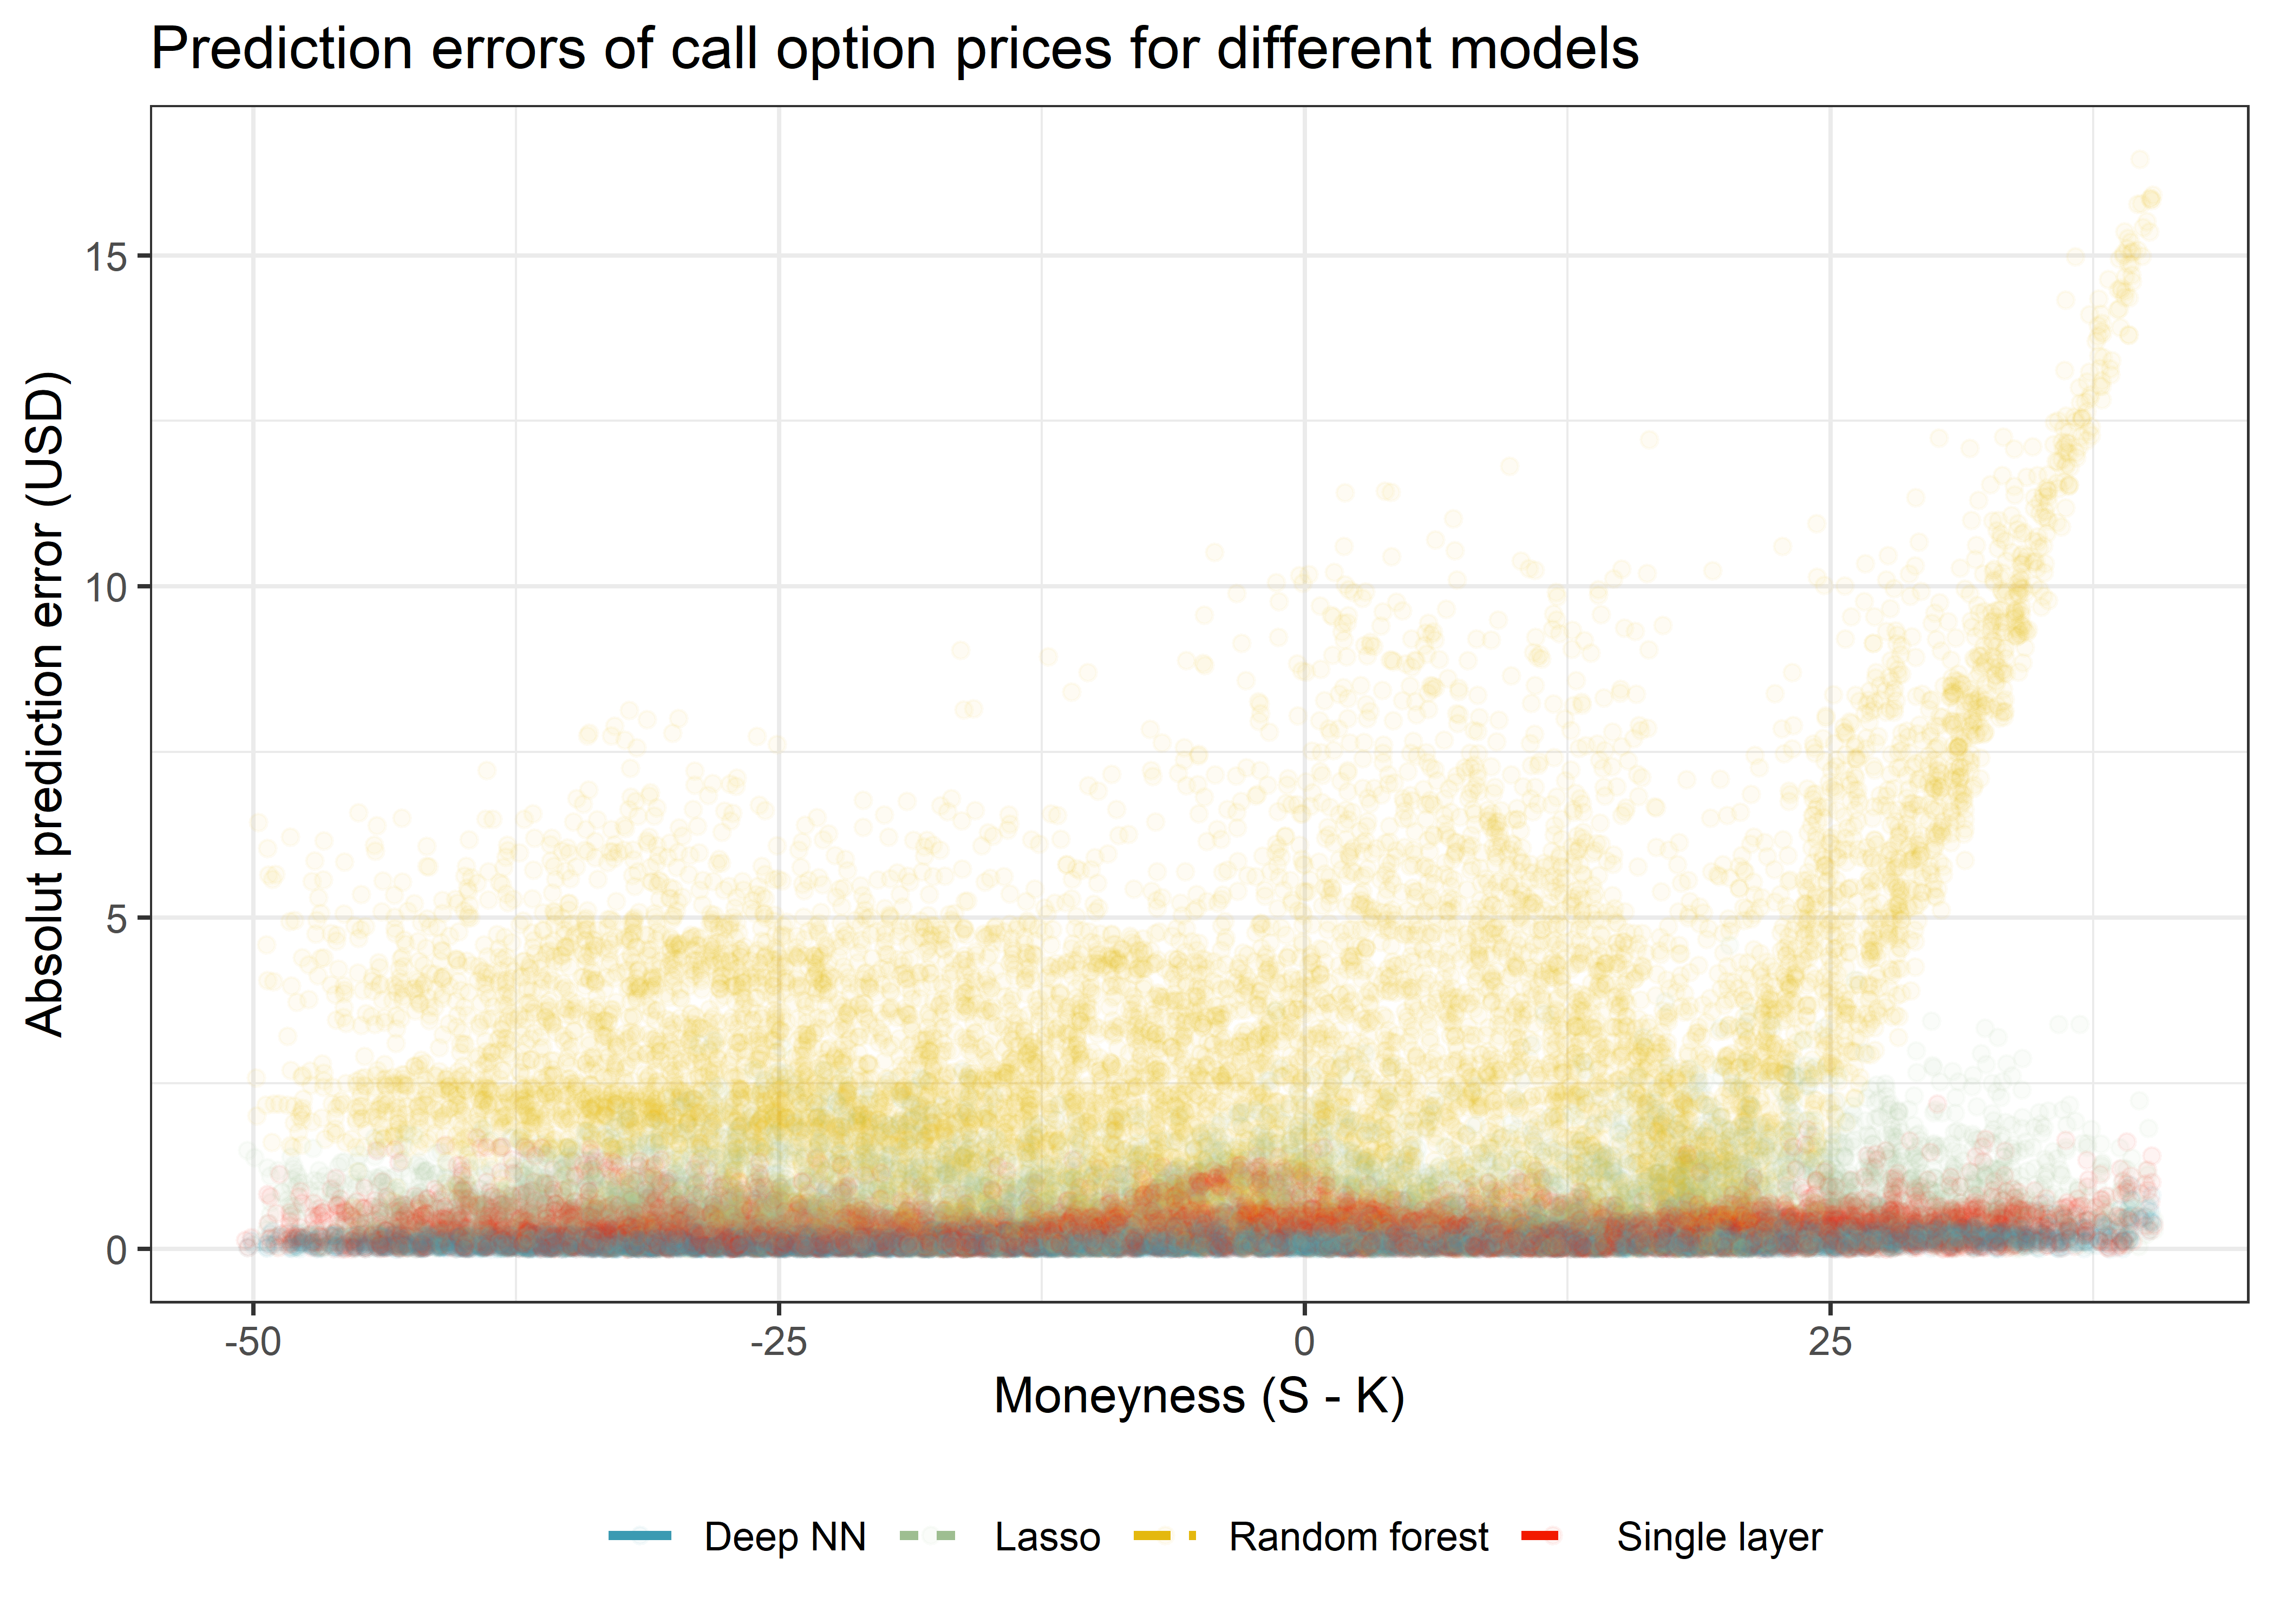 Prediction errors of call option prices for different models
Absolut prediction error (USD)
15
10
5
0
-50
-25
0
25
Moneyness (S - K)
Deep NN
Lasso
Random forest
Single layer